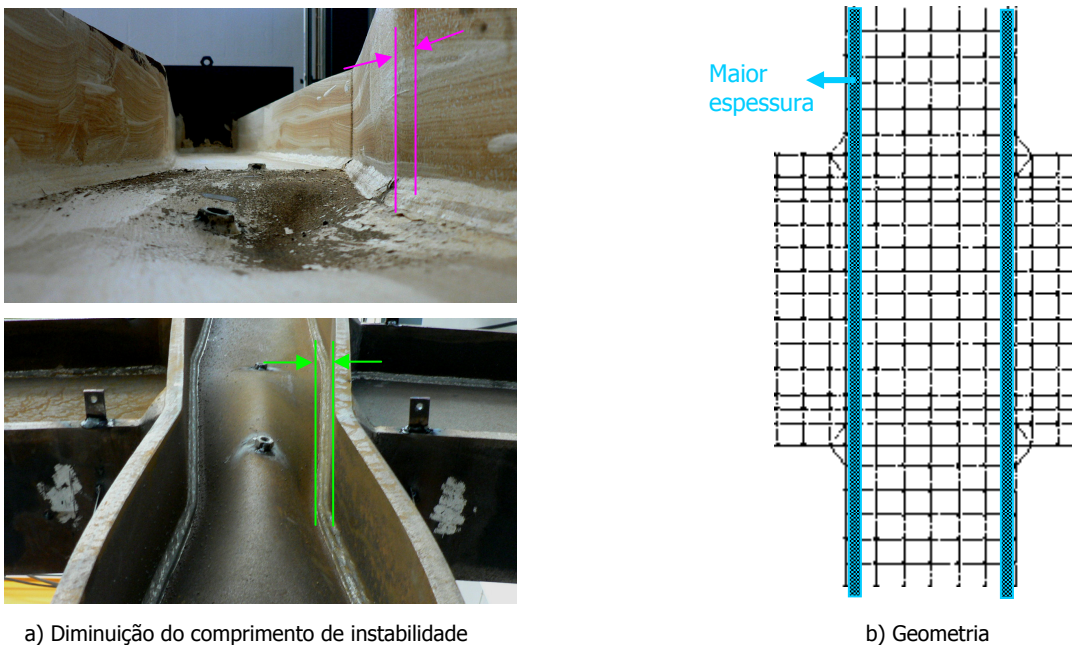 Maior
espessura
a) Diminuição do comprimento de instabilidade
b) Geometria